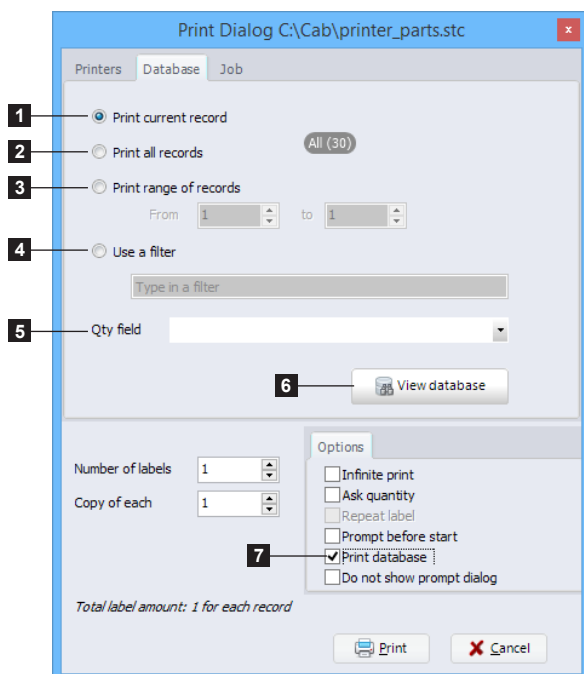 Print Dialog C:\Cab\printer_parts.stc
x
Printers Database Job
1 Print current record
2 Print all records All (30)
3 Print range of records
From 1 to 1
4 Use a filter
Type in a filter
5 Qty field
6 View database
Options
Number of labels 1
Infinite print
Ask quantity
Copy of each 1
Repeat label
Prompt before start
7 Print database
Do not show prompt dialog
Total label amount: 1 for each record
Print Cancel